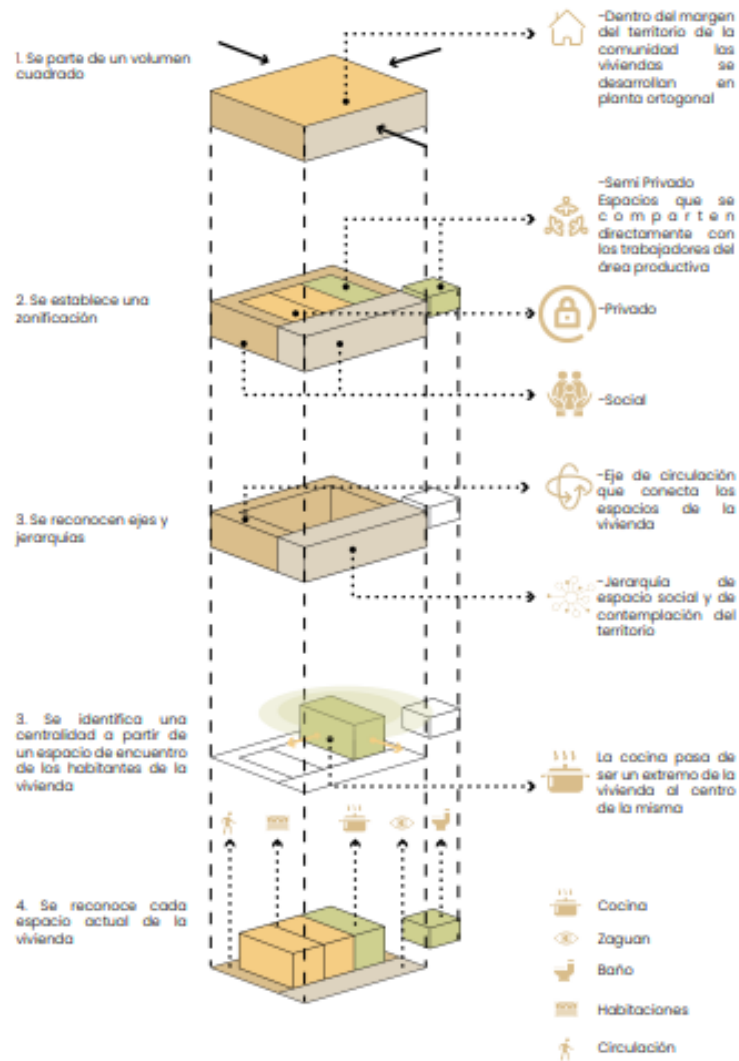 1. Se parte de un volumen
cuadrado
-Dentro del margen
del territorio de la
comunidad las
viviendas se
desarrollan en
planta ortogonal
-Semi Privado
Espacios que se
comparten
directamente con
los trabajadores del
área productiva
2. Se establece una
zonificación
-Privado
-Social
3. Se reconocen ejes y
jerarquías
-Eje de circulación
que conecta los
espacios de la
vivienda
-Jerarquía de
espacio social y de
contemplación del
territorio
3. Se identifica una
centralidad a partir de
un espacio de encuentro
de los habitantes de la
vivienda
La cocina pasa de
ser un extremo de la
vivienda al centro
de la misma
4. Se reconoce cada
espacio actual de la
vivienda
Cocina
Zaguan
Baño
Habitaciones
Circulación